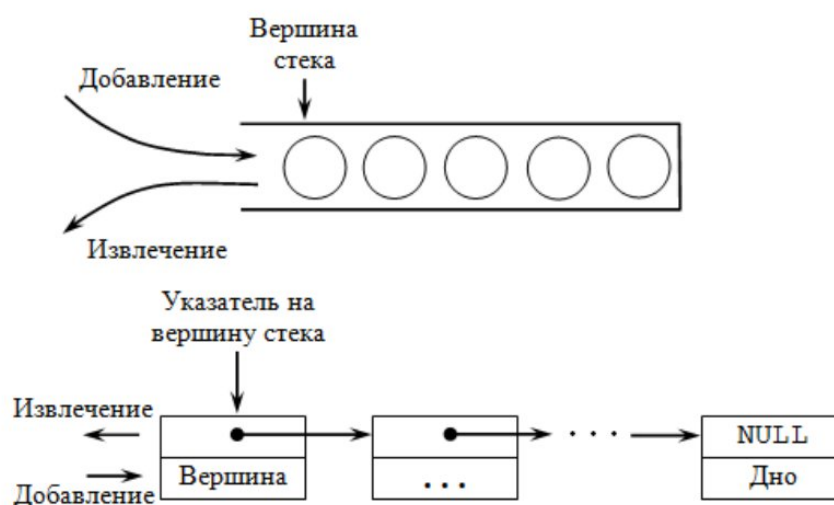 Вершина
стека
Добавление
Извлечение
Указатель на
вершину стека
Извлечение
NULL
Вершина
...
Дно
Добавление